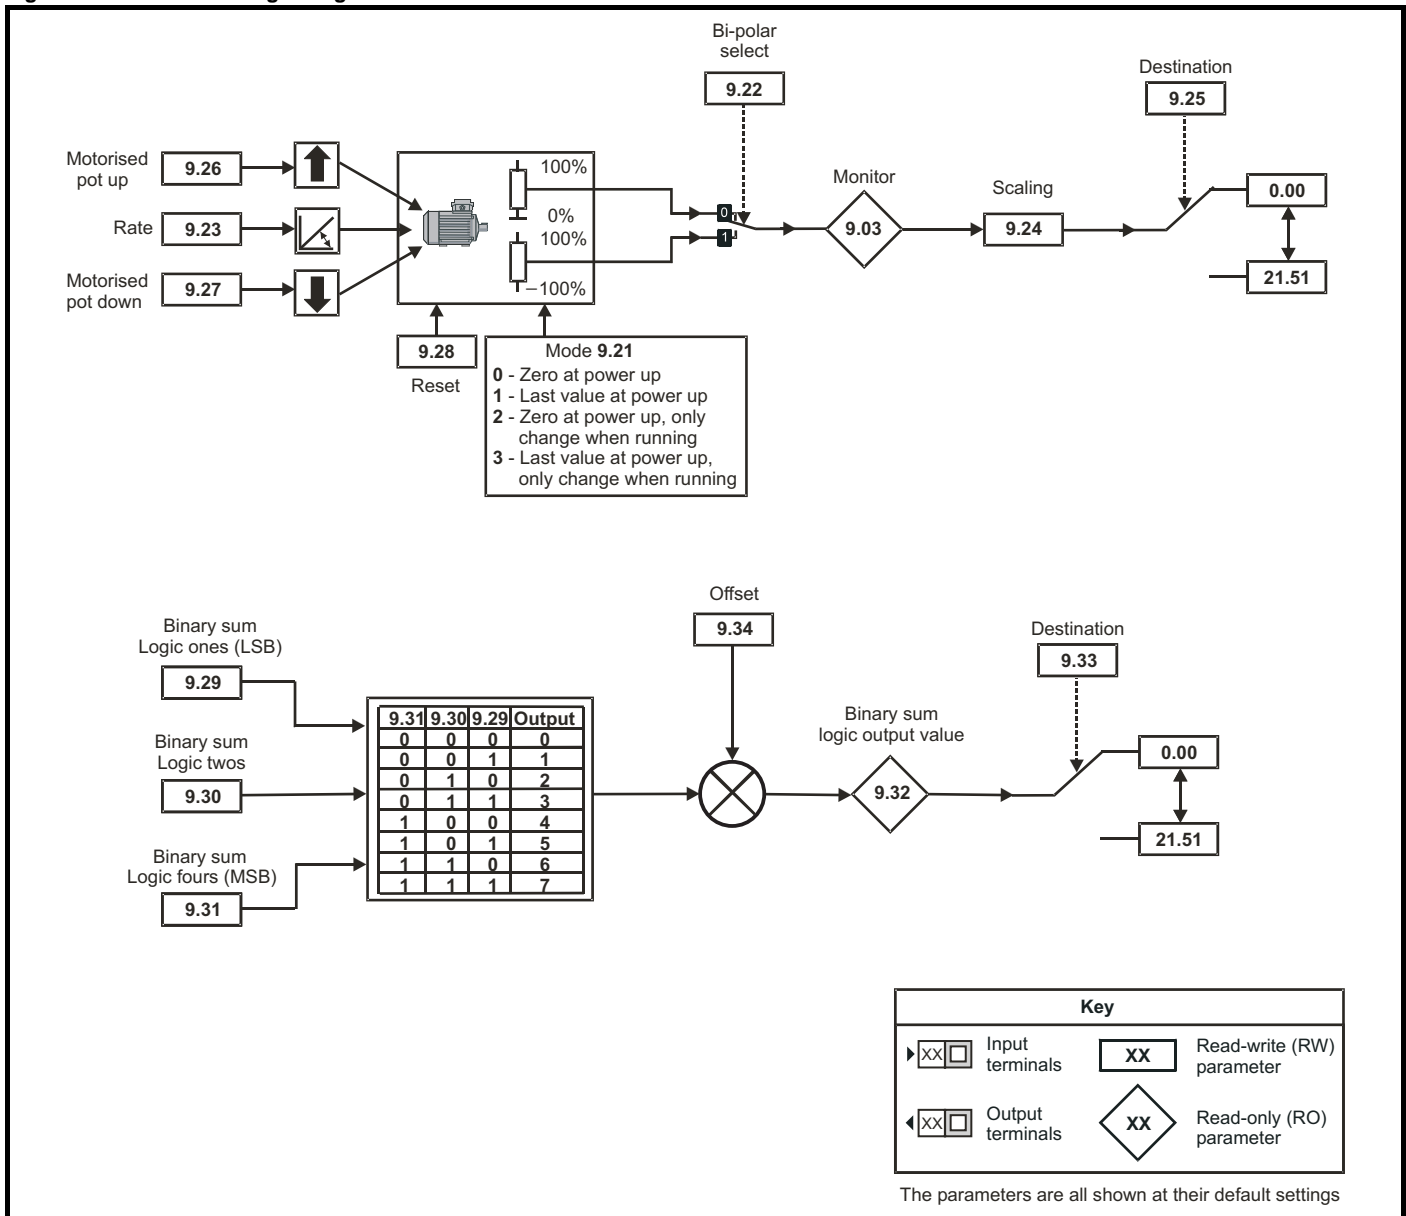 Bi-polar
select
9.22
Destination
9.25
Motorised
pot up
9.26
Rate
9.23
Motorised
pot down
9.27
100%
0%
100%
–100%
0
1
Monitor
9.03
Scaling
9.24
0.00
21.51
9.28
Reset
Mode 9.21
0 - Zero at power up
1 - Last value at power up
2 - Zero at power up, only
change when running
3 - Last value at power up,
only change when running
Offset
9.34
Binary sum
Logic ones (LSB)
9.29
Binary sum
Logic twos
9.30
Binary sum
Logic fours (MSB)
9.31
9.31 9.30 9.29 Output
0 0 0 0
0 0 1 1
0 1 0 2
0 1 1 3
1 0 0 4
1 0 1 5
1 1 0 6
1 1 1 7
Binary sum
logic output value
9.32
Destination
9.33
0.00
21.51
Key
XX Input
terminals
XX Read-write (RW)
parameter
XX Output
terminals
XX Read-only (RO)
parameter
The parameters are all shown at their default settings